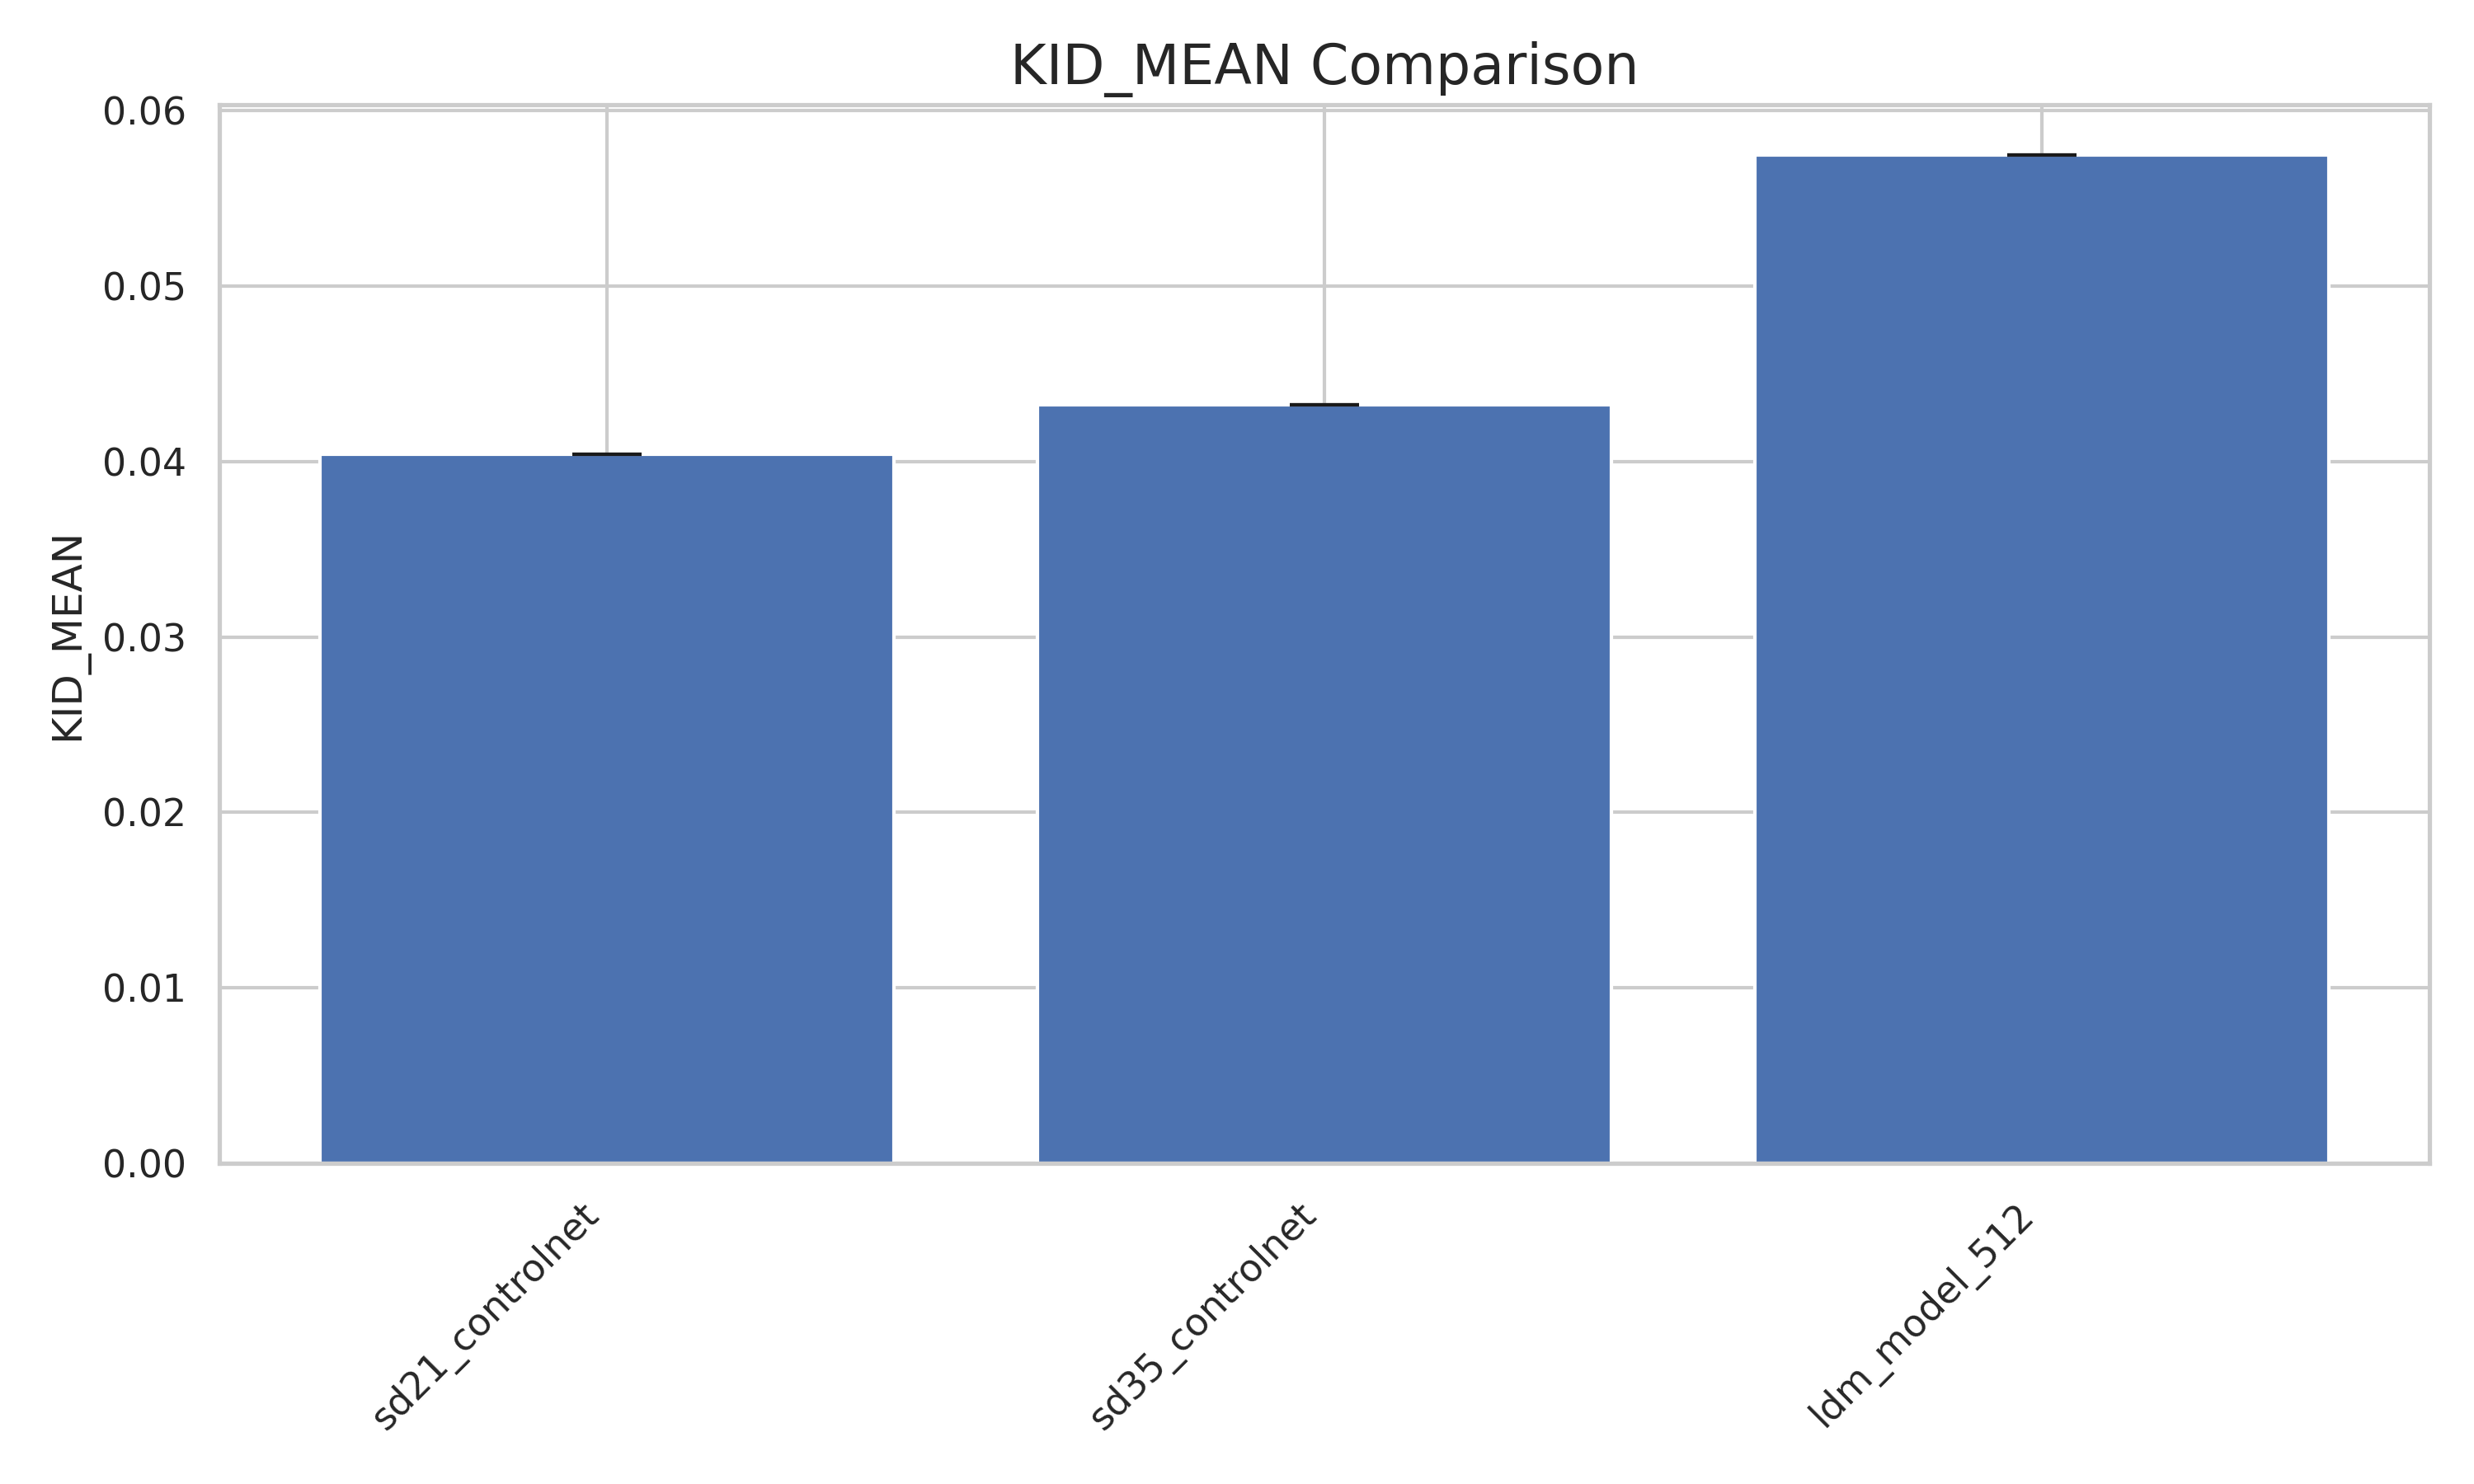 KID_MEAN Comparison
KID_MEAN
0.06
0.05
0.04
0.03
0.02
0.01
0.00
sd21_controlnet
sd35_controlnet
ldm_model_512